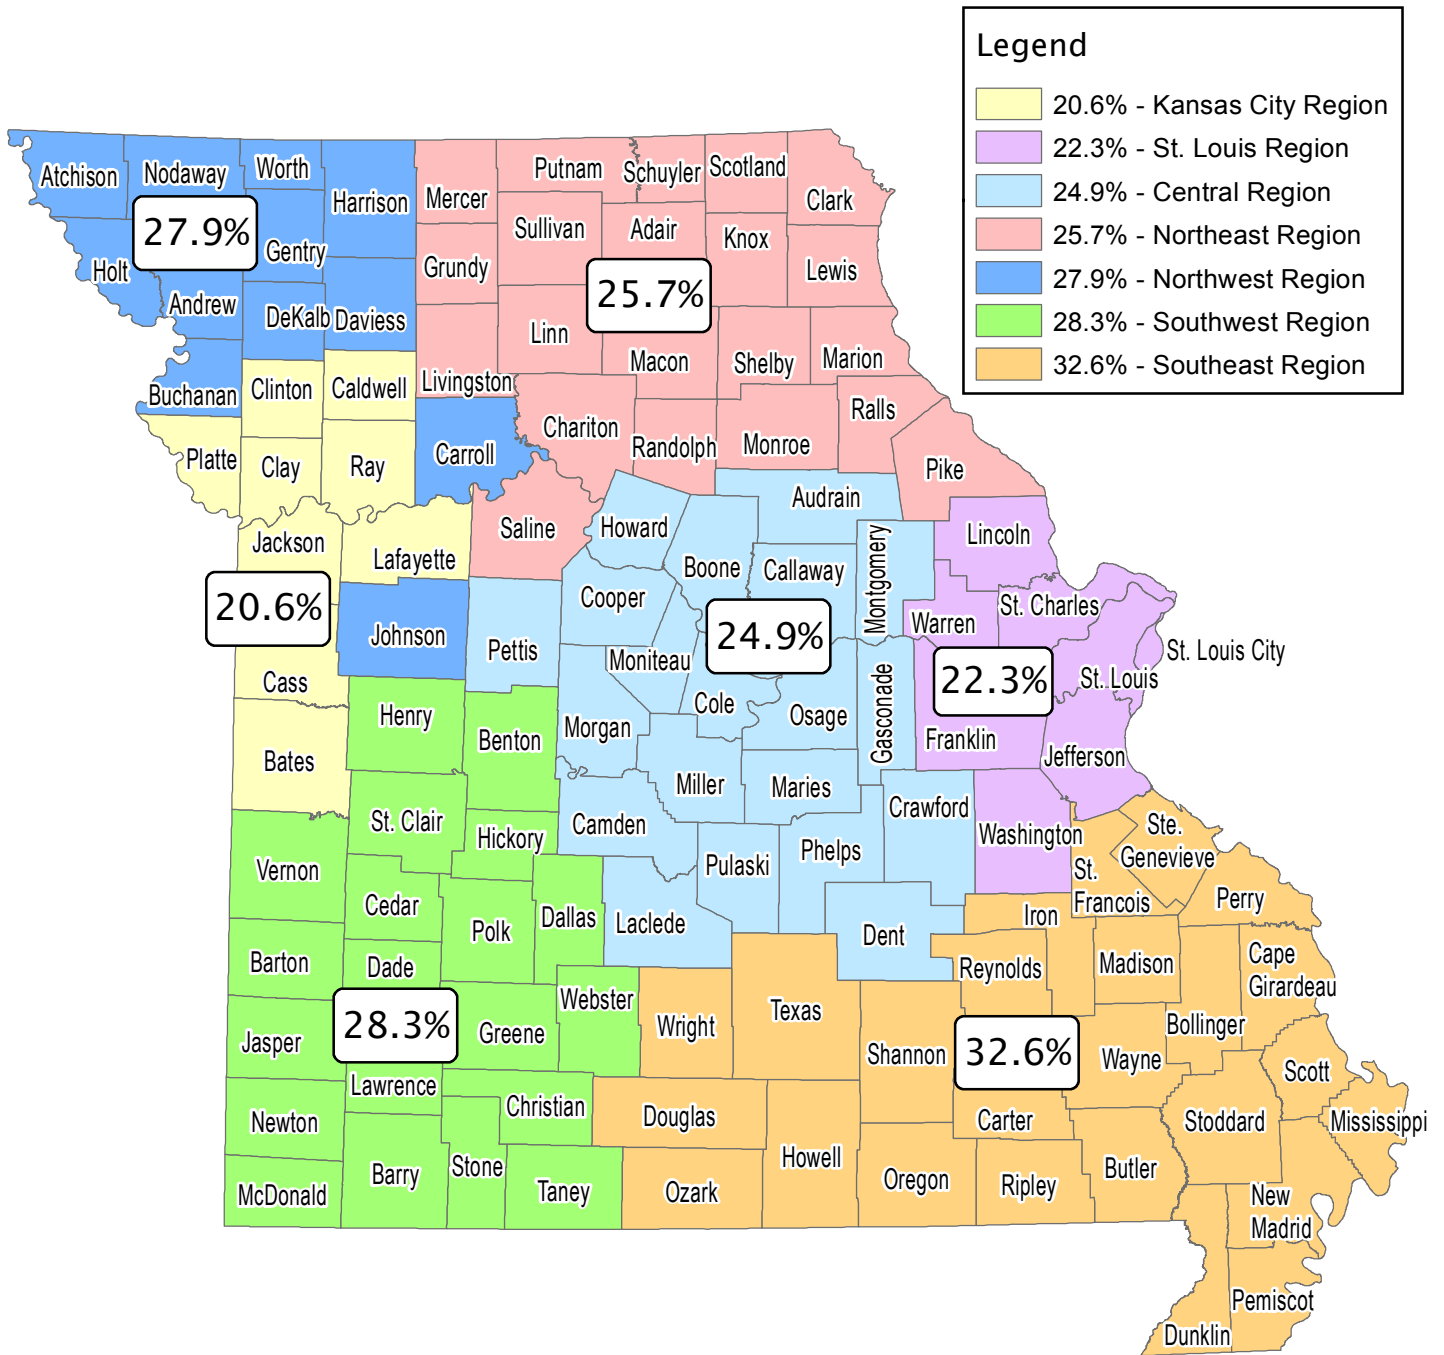 Legend
20.6% - Kansas City Region
22.3% - St. Louis Region
24.9% - Central Region
25.7% - Northeast Region
27.9% - Northwest Region
28.3% - Southwest Region
32.6% - Southeast Region
Atchison
Nodaway
Worth
Harrison
Mercer
Putnam
Schuyler
Scotland
Clark
27.9%
Gentry
Holt
Andrew
DeKalb
Daviess
Grundy
Sullivan
Adair
Knox
Lewis
25.7%
Linn
Macon
Shelby
Marion
Buchanan
Clinton
Caldwell
Livingston
Chariton
Randolph
Monroe
Ralls
Pike
Platte
Clay
Ray
Carroll
Saline
Howard
Audrain
Boone
Callaway
Montgomery
Lincoln
Jackson
Lafayette
20.6%
Johnson
Pettis
Cooper
Moniteau
24.9%
Warren
St. Charles
St. Louis City
St. Louis
22.3%
Cass
Bates
Henry
Benton
Morgan
Cole
Osage
Gasconade
Franklin
Jefferson
Miller
Maries
Crawford
Washington
St. Clair
Hickory
Camden
Pulaski
Phelps
Ste.
Genevieve
St.
Francois
Perry
Vernon
Cedar
Polk
Dallas
Laclede
Dent
Iron
Barton
Dade
Webster
Wright
Texas
Reynolds
Madison
Cape
Girardeau
28.3%
Jasper
Greene
Shannon
32.6%
Wayne
Bollinger
Scott
Lawrence
Christian
Newton
Douglas
Carter
Stoddard
Mississippi
McDonald
Barry
Stone
Taney
Ozark
Howell
Oregon
Ripley
Butler
New
Madrid
Pemiscot
Dunklin